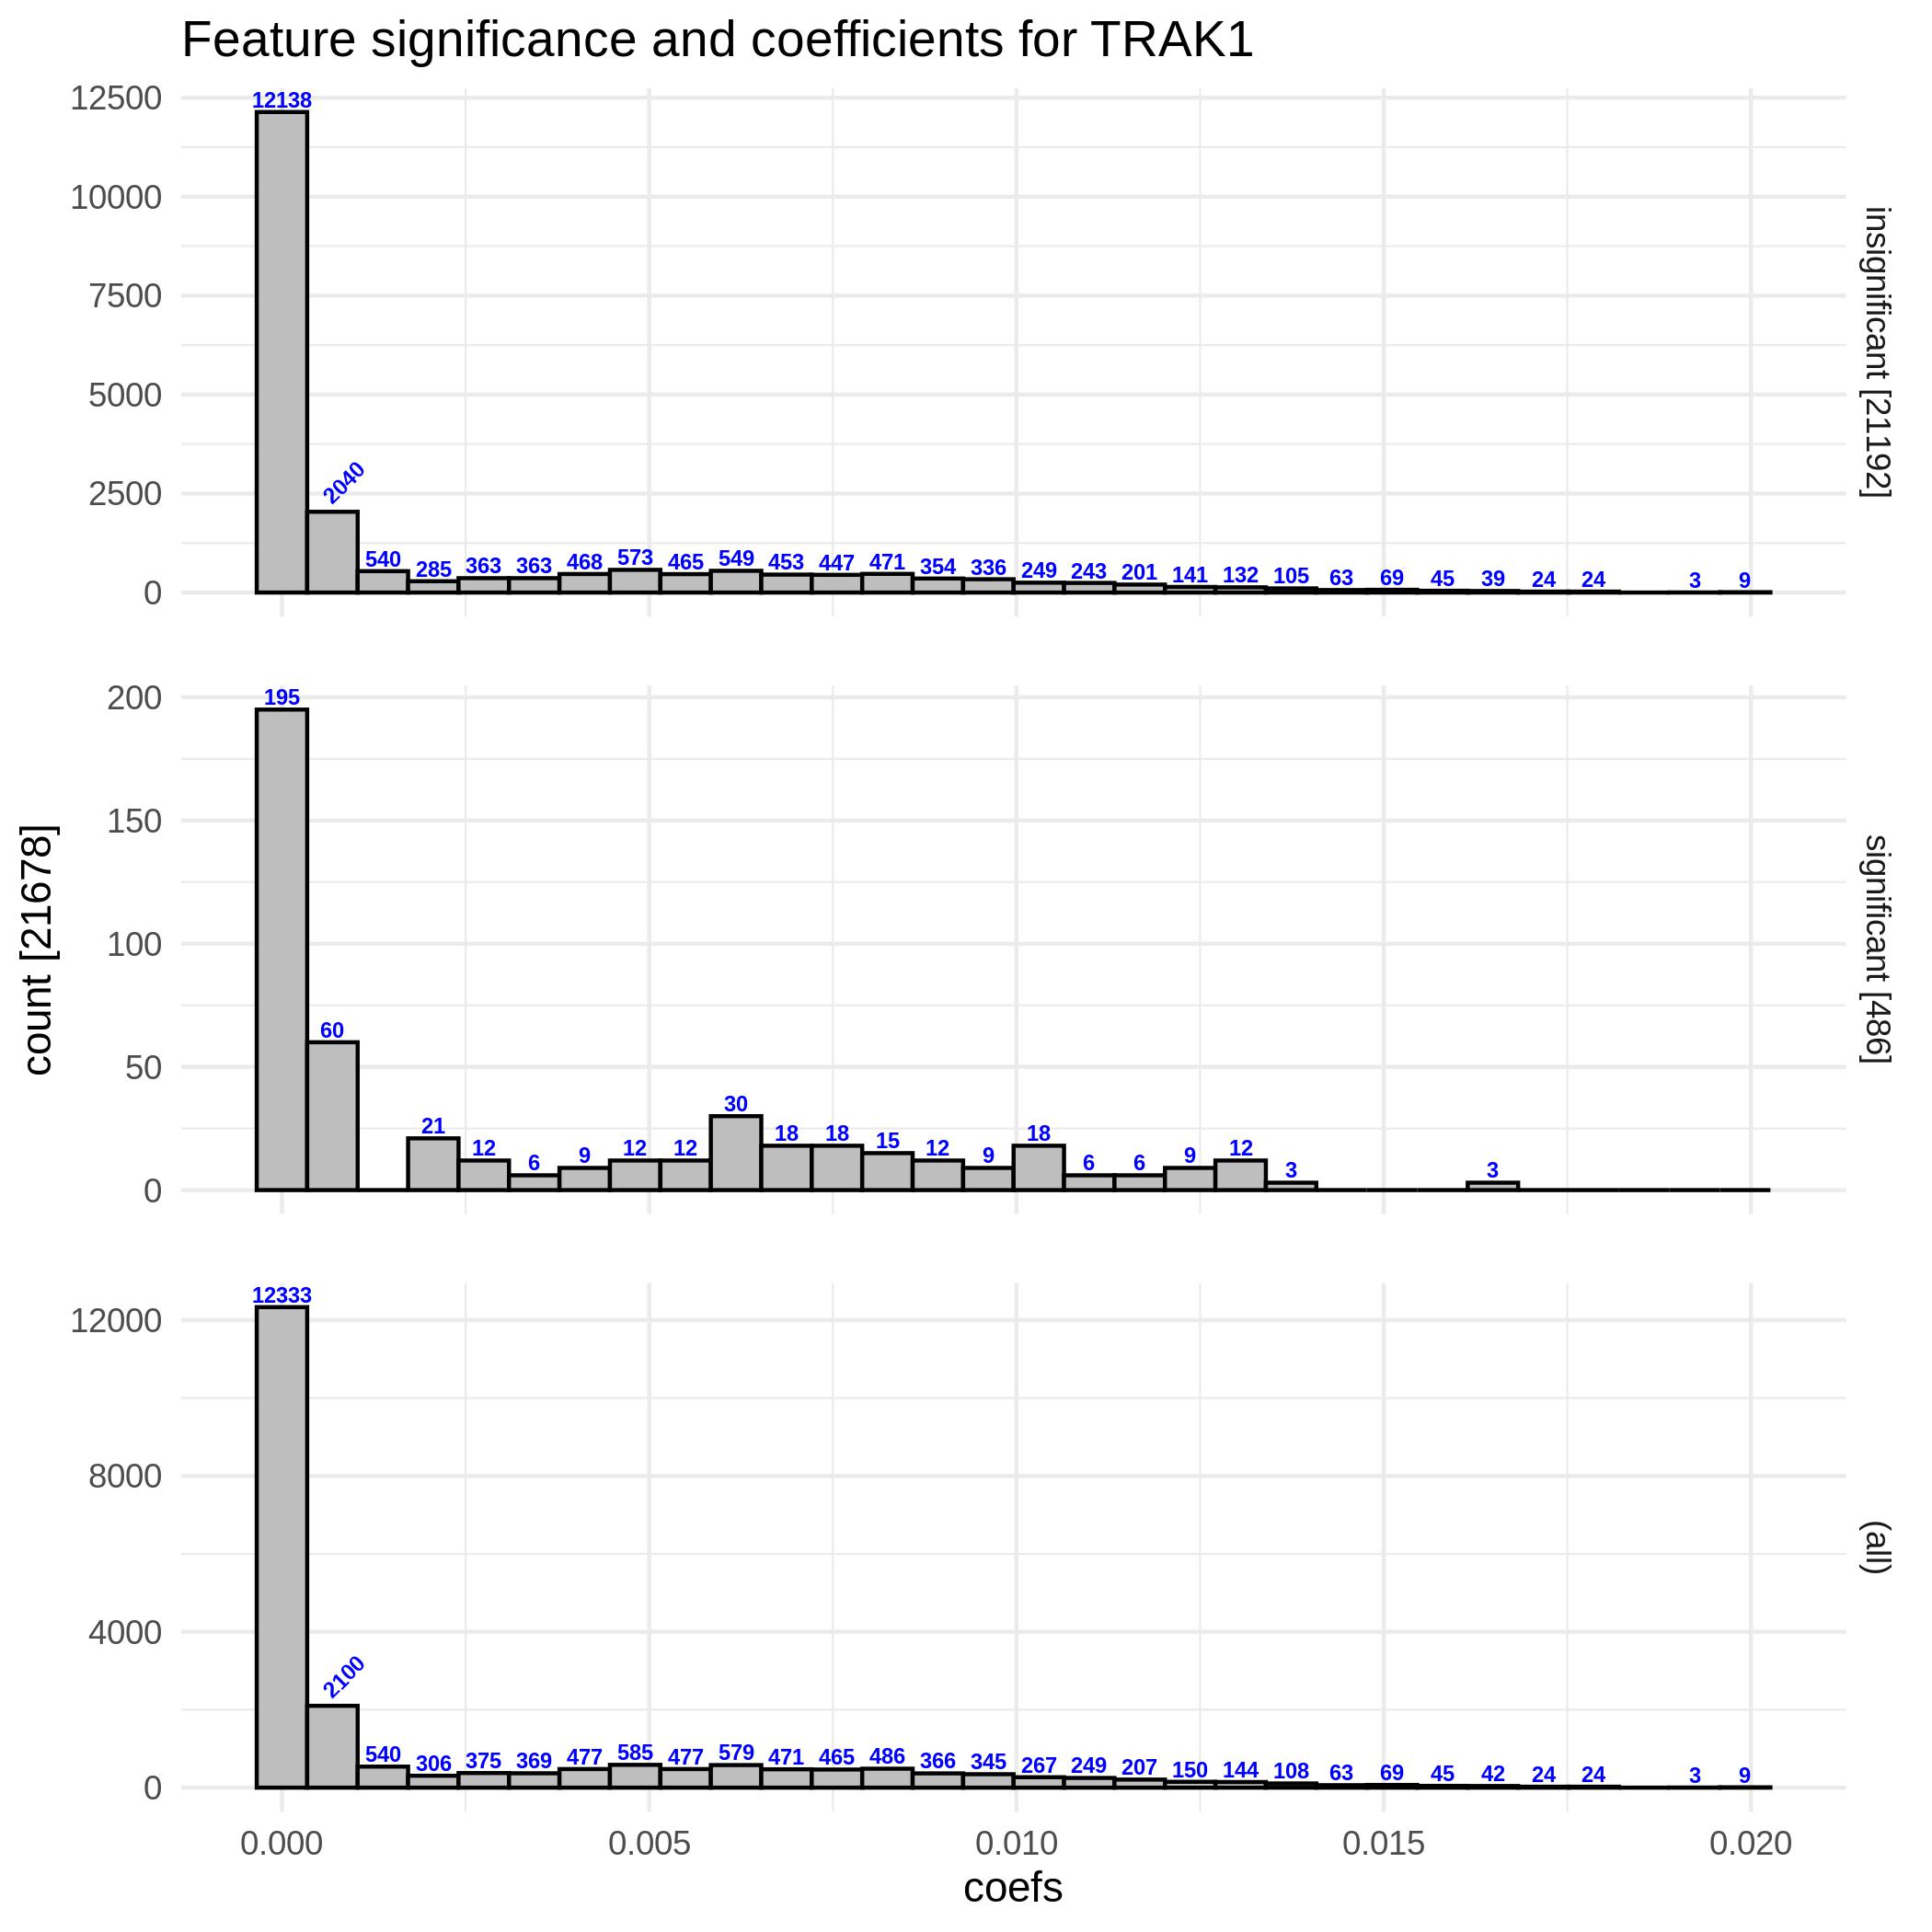 Feature significance and coefficients for TRAK1
12500
10000
7500
5000
2500
0
12138
2040
540 285 363 363 468 573 465 549 453 447 471 354 336 249 243 201 141 132 105 63 69 45 39 24 24 3 9
insignificant [21192]
count [21678]
200
150
100
50
0
195
60
21 12 6 9 12 12 30 18 18 15 12 9 18 6 6 9 12 3 3
significant [486]
12000
8000
4000
0
12333
2100
540 306 375 369 477 585 477 579 471 465 486 366 345 267 249 207 150 144 108 63 69 45 42 24 24 3 9
(all)
0.000 0.005 0.010 0.015 0.020
coefs